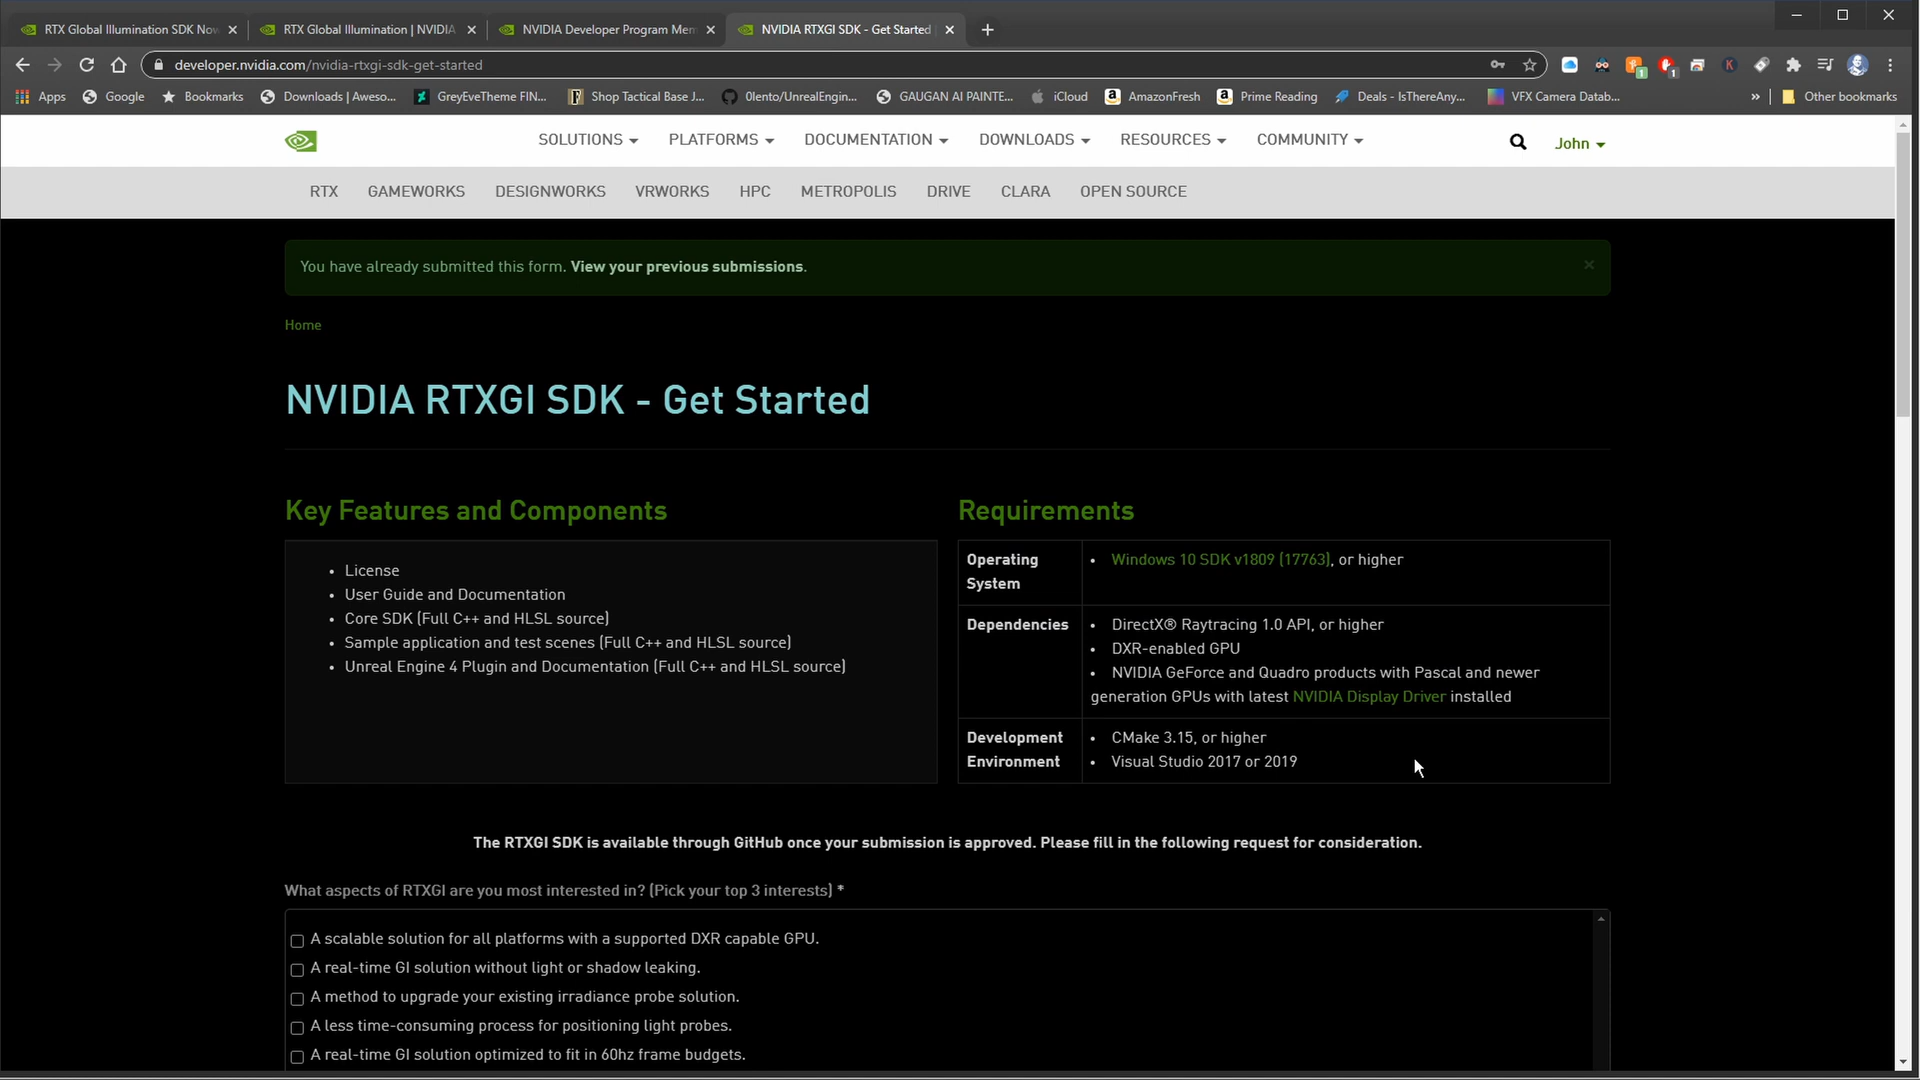 RTX Global Illumination SDK Now
RTX Global Illumination | NVIDIA
NVIDIA Developer Program Mem
NVIDIA RTXGI SDK - Get Started
developer.nvidia.com/nvidia-rtxgi-sdk-get-started
Apps
Google
Bookmarks
Downloads | Aweso...
GreyEveTheme FIN...
Shop Tactical Base J...
0lento/UnrealEngin...
GAUGAN AI PAINTE...
iCloud
AmazonFresh
Prime Reading
Deals - IsThereAny...
VFX Camera Datab...
»
Other bookmarks
SOLUTIONS
PLATFORMS
DOCUMENTATION
DOWNLOADS
RESOURCES
COMMUNITY
John
RTX
GAMEWORKS
DESIGNWORKS
VRWORKS
HPC
METROPOLIS
DRIVE
CLARA
OPEN SOURCE
You have already submitted this form. View your previous submissions.
×
Home
NVIDIA RTXGI SDK - Get Started
Key Features and Components
• License
• User Guide and Documentation
• Core SDK (Full C++ and HLSL source)
• Sample application and test scenes (Full C++ and HLSL source)
• Unreal Engine 4 Plugin and Documentation (Full C++ and HLSL source)
Requirements
Operating
System
• Windows 10 SDK v1809 (17763), or higher
Dependencies
• DirectX® Raytracing 1.0 API, or higher
• DXR-enabled GPU
• NVIDIA GeForce and Quadro products with Pascal and newer
generation GPUs with latest NVIDIA Display Driver installed
Development
Environment
• CMake 3.15, or higher
• Visual Studio 2017 or 2019
The RTXGI SDK is available through GitHub once your submission is approved. Please fill in the following request for consideration.
What aspects of RTXGI are you most interested in? (Pick your top 3 interests) *
A scalable solution for all platforms with a supported DXR capable GPU.
A real-time GI solution without light or shadow leaking.
A method to upgrade your existing irradiance probe solution.
A less time-consuming process for positioning light probes.
A real-time GI solution optimized to fit in 60hz frame budgets.